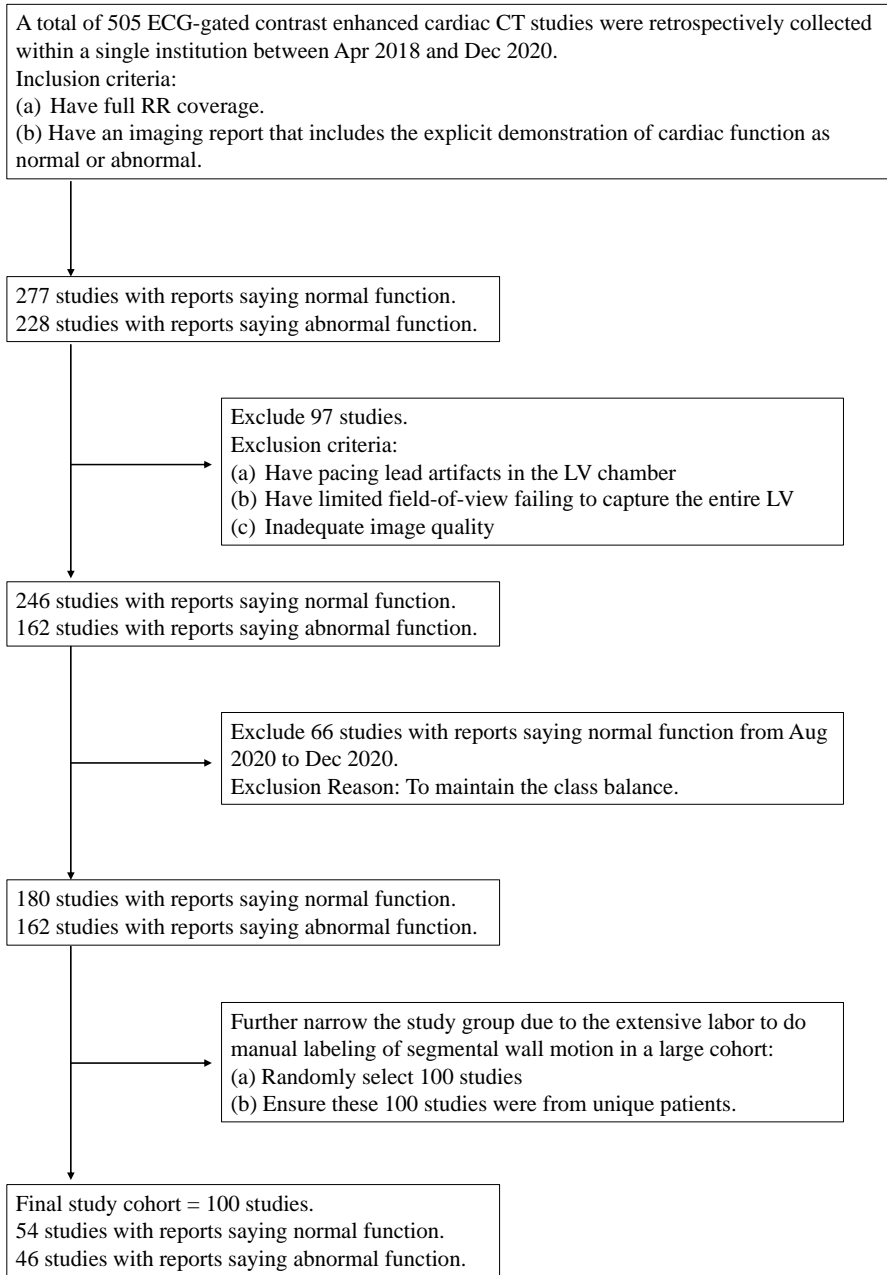 A total of 505 ECG-gated contrast enhanced cardiac CT studies were retrospectively collected
within a single institution between Apr 2018 and Dec 2020.
Inclusion criteria:
(a) Have full RR coverage.
(b) Have an imaging report that includes the explicit demonstration of cardiac function as
normal or abnormal.
277 studies with reports saying normal function.
228 studies with reports saying abnormal function.
Exclude 97 studies.
Exclusion criteria:
(a) Have pacing lead artifacts in the LV chamber
(b) Have limited field-of-view failing to capture the entire LV
(c) Inadequate image quality
246 studies with reports saying normal function.
162 studies with reports saying abnormal function.
Exclude 66 studies with reports saying normal function from Aug
2020 to Dec 2020.
Exclusion Reason: To maintain the class balance.
180 studies with reports saying normal function.
162 studies with reports saying abnormal function.
Further narrow the study group due to the extensive labor to do
manual labeling of segmental wall motion in a large cohort:
(a) Randomly select 100 studies
(b) Ensure these 100 studies were from unique patients.
Final study cohort = 100 studies.
54 studies with reports saying normal function.
46 studies with reports saying abnormal function.